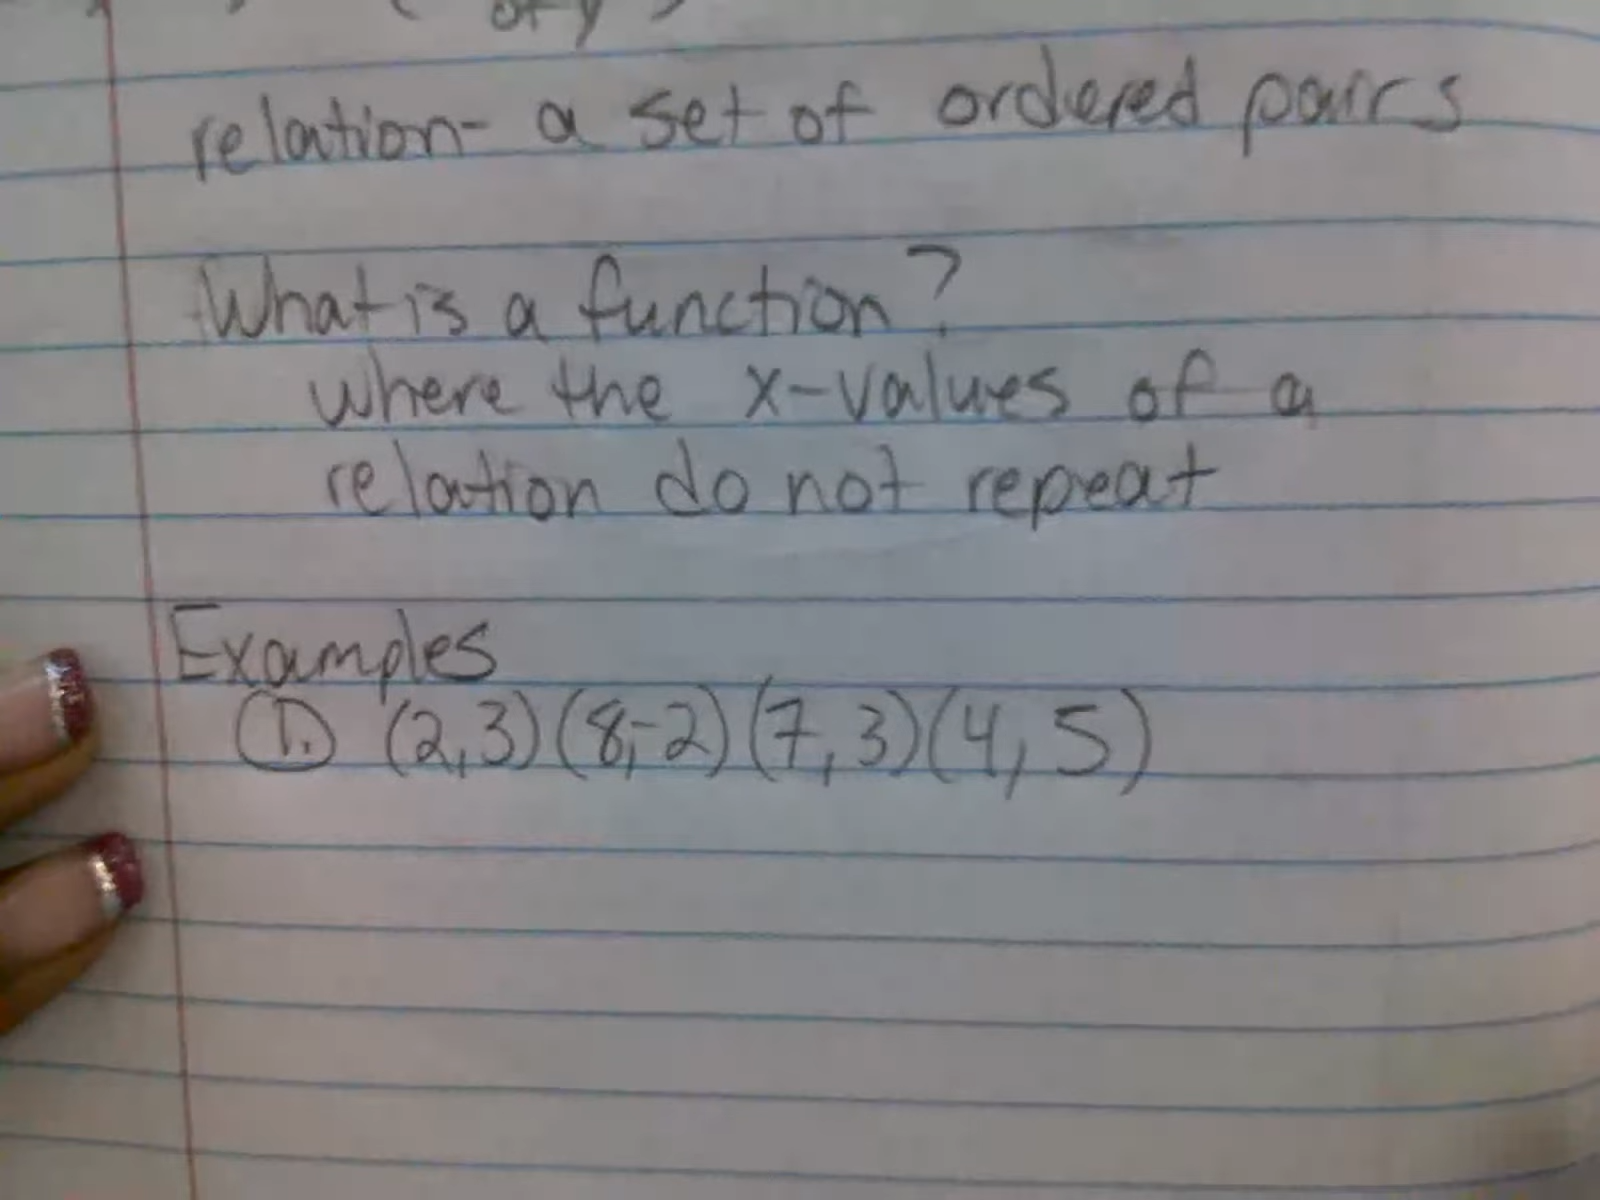 of y
relation- a set of ordered pairs
What is a function?
where the x-values of a
relation do not repeat
Examples
1. (2,3)(8,-2)(7,3)(4,5)